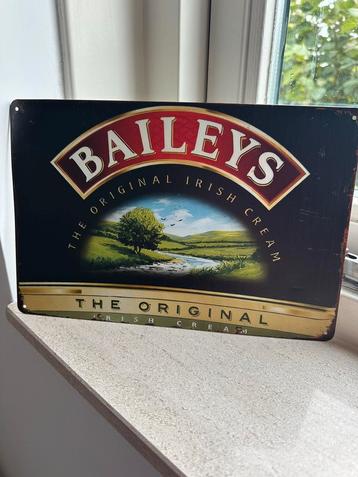 BAILEYS
THE ORIGINAL IRISH CREAM
THE ORIGINAL
IRISH CREAM